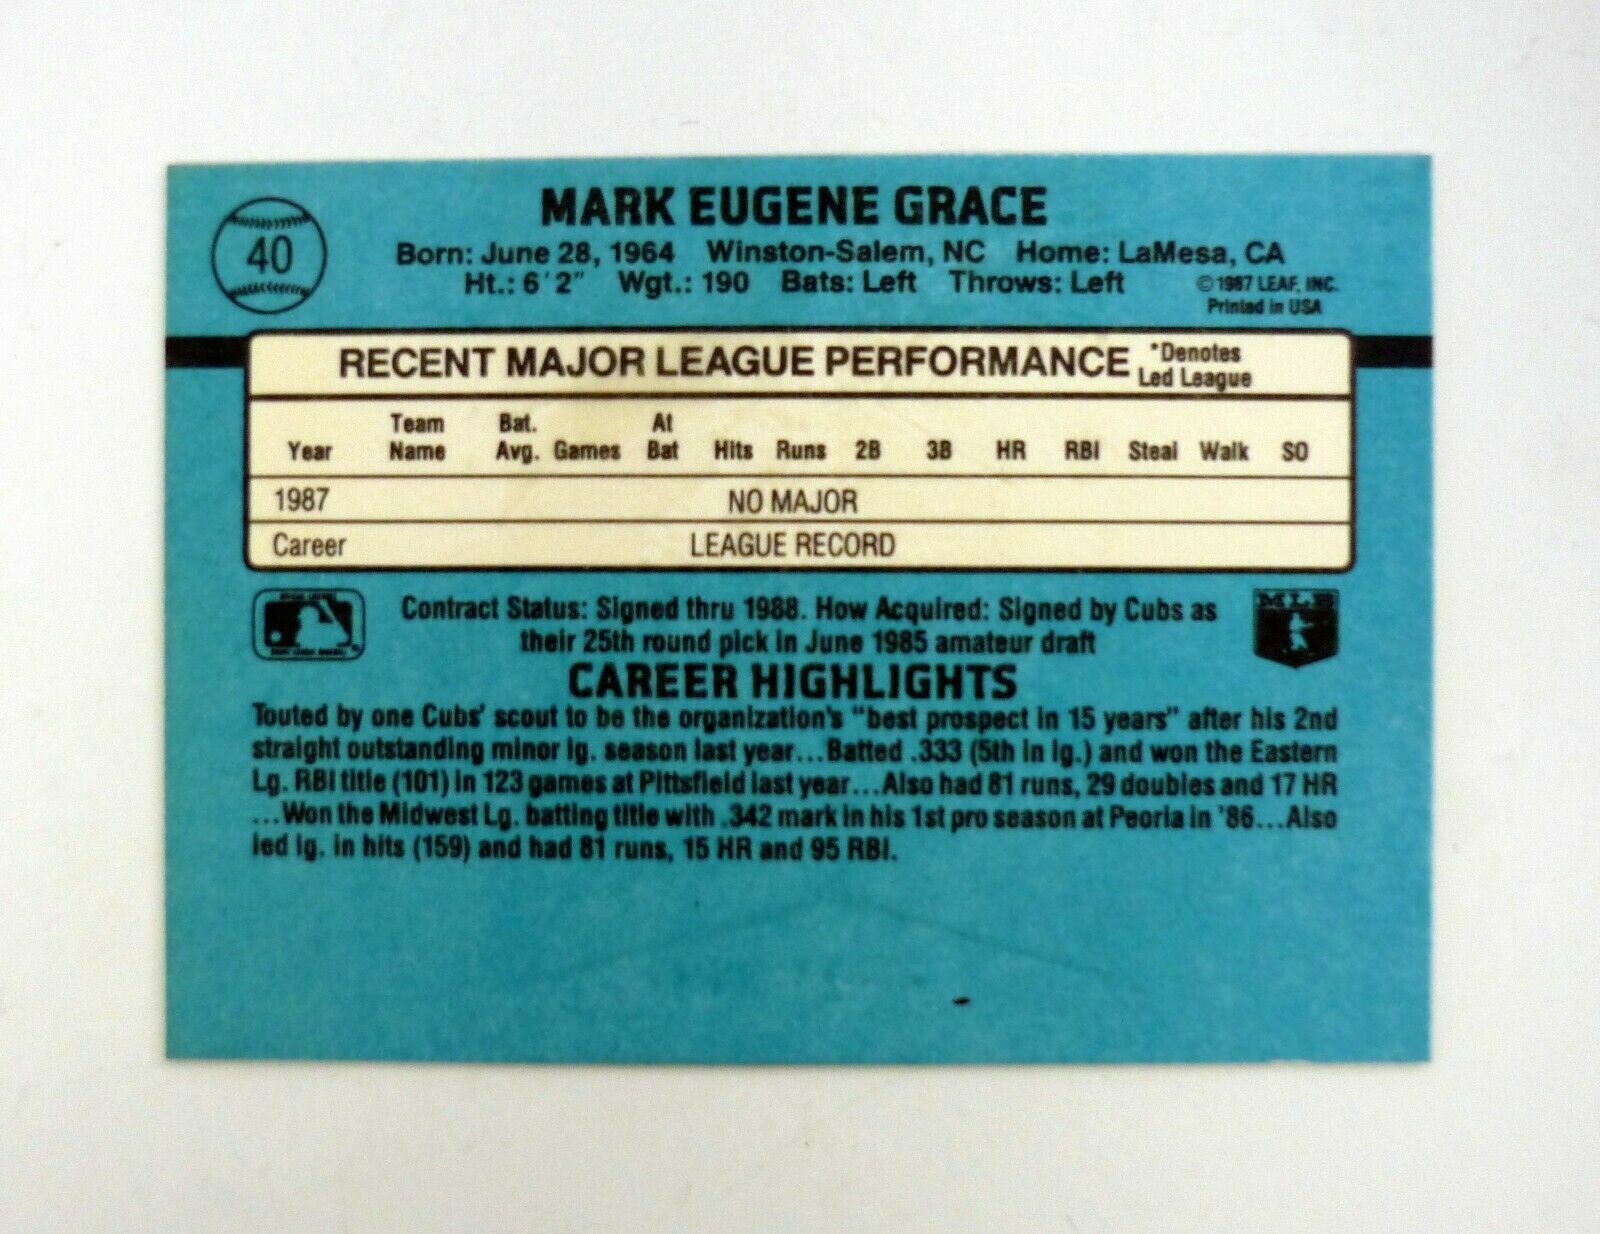 40
MARK EUGENE GRACE
Born: June 28, 1964 Winston-Salem, NC Home: LaMesa, CA
Ht.: 6'2" Wgt.: 190 Bats: Left Throws: Left
©1987 LEAF, INC.
Printed in USA
RECENT MAJOR LEAGUE PERFORMANCE
*Denotes
Led League
Year Team Name Bat. Avg. Games At Bat Hits Runs 2B 3B HR RBI Steal Walk SO
1987 NO MAJOR
Career LEAGUE RECORD
Contract Status: Signed thru 1988. How Acquired: Signed by Cubs as
their 25th round pick in June 1985 amateur draft
CAREER HIGHLIGHTS
Touted by one Cubs' scout to be the organization's "best prospect in 15 years" after his 2nd
straight outstanding minor lg. season last year...Batted .333 (5th in lg.) and won the Eastern
Lg. RBI title (101) in 123 games at Pittsfield last year...Also had 81 runs, 29 doubles and 17 HR
...Won the Midwest Lg. batting title with .342 mark in his 1st pro season at Peoria in '86...Also
led lg. in hits (159) and had 81 runs, 15 HR and 95 RBI.